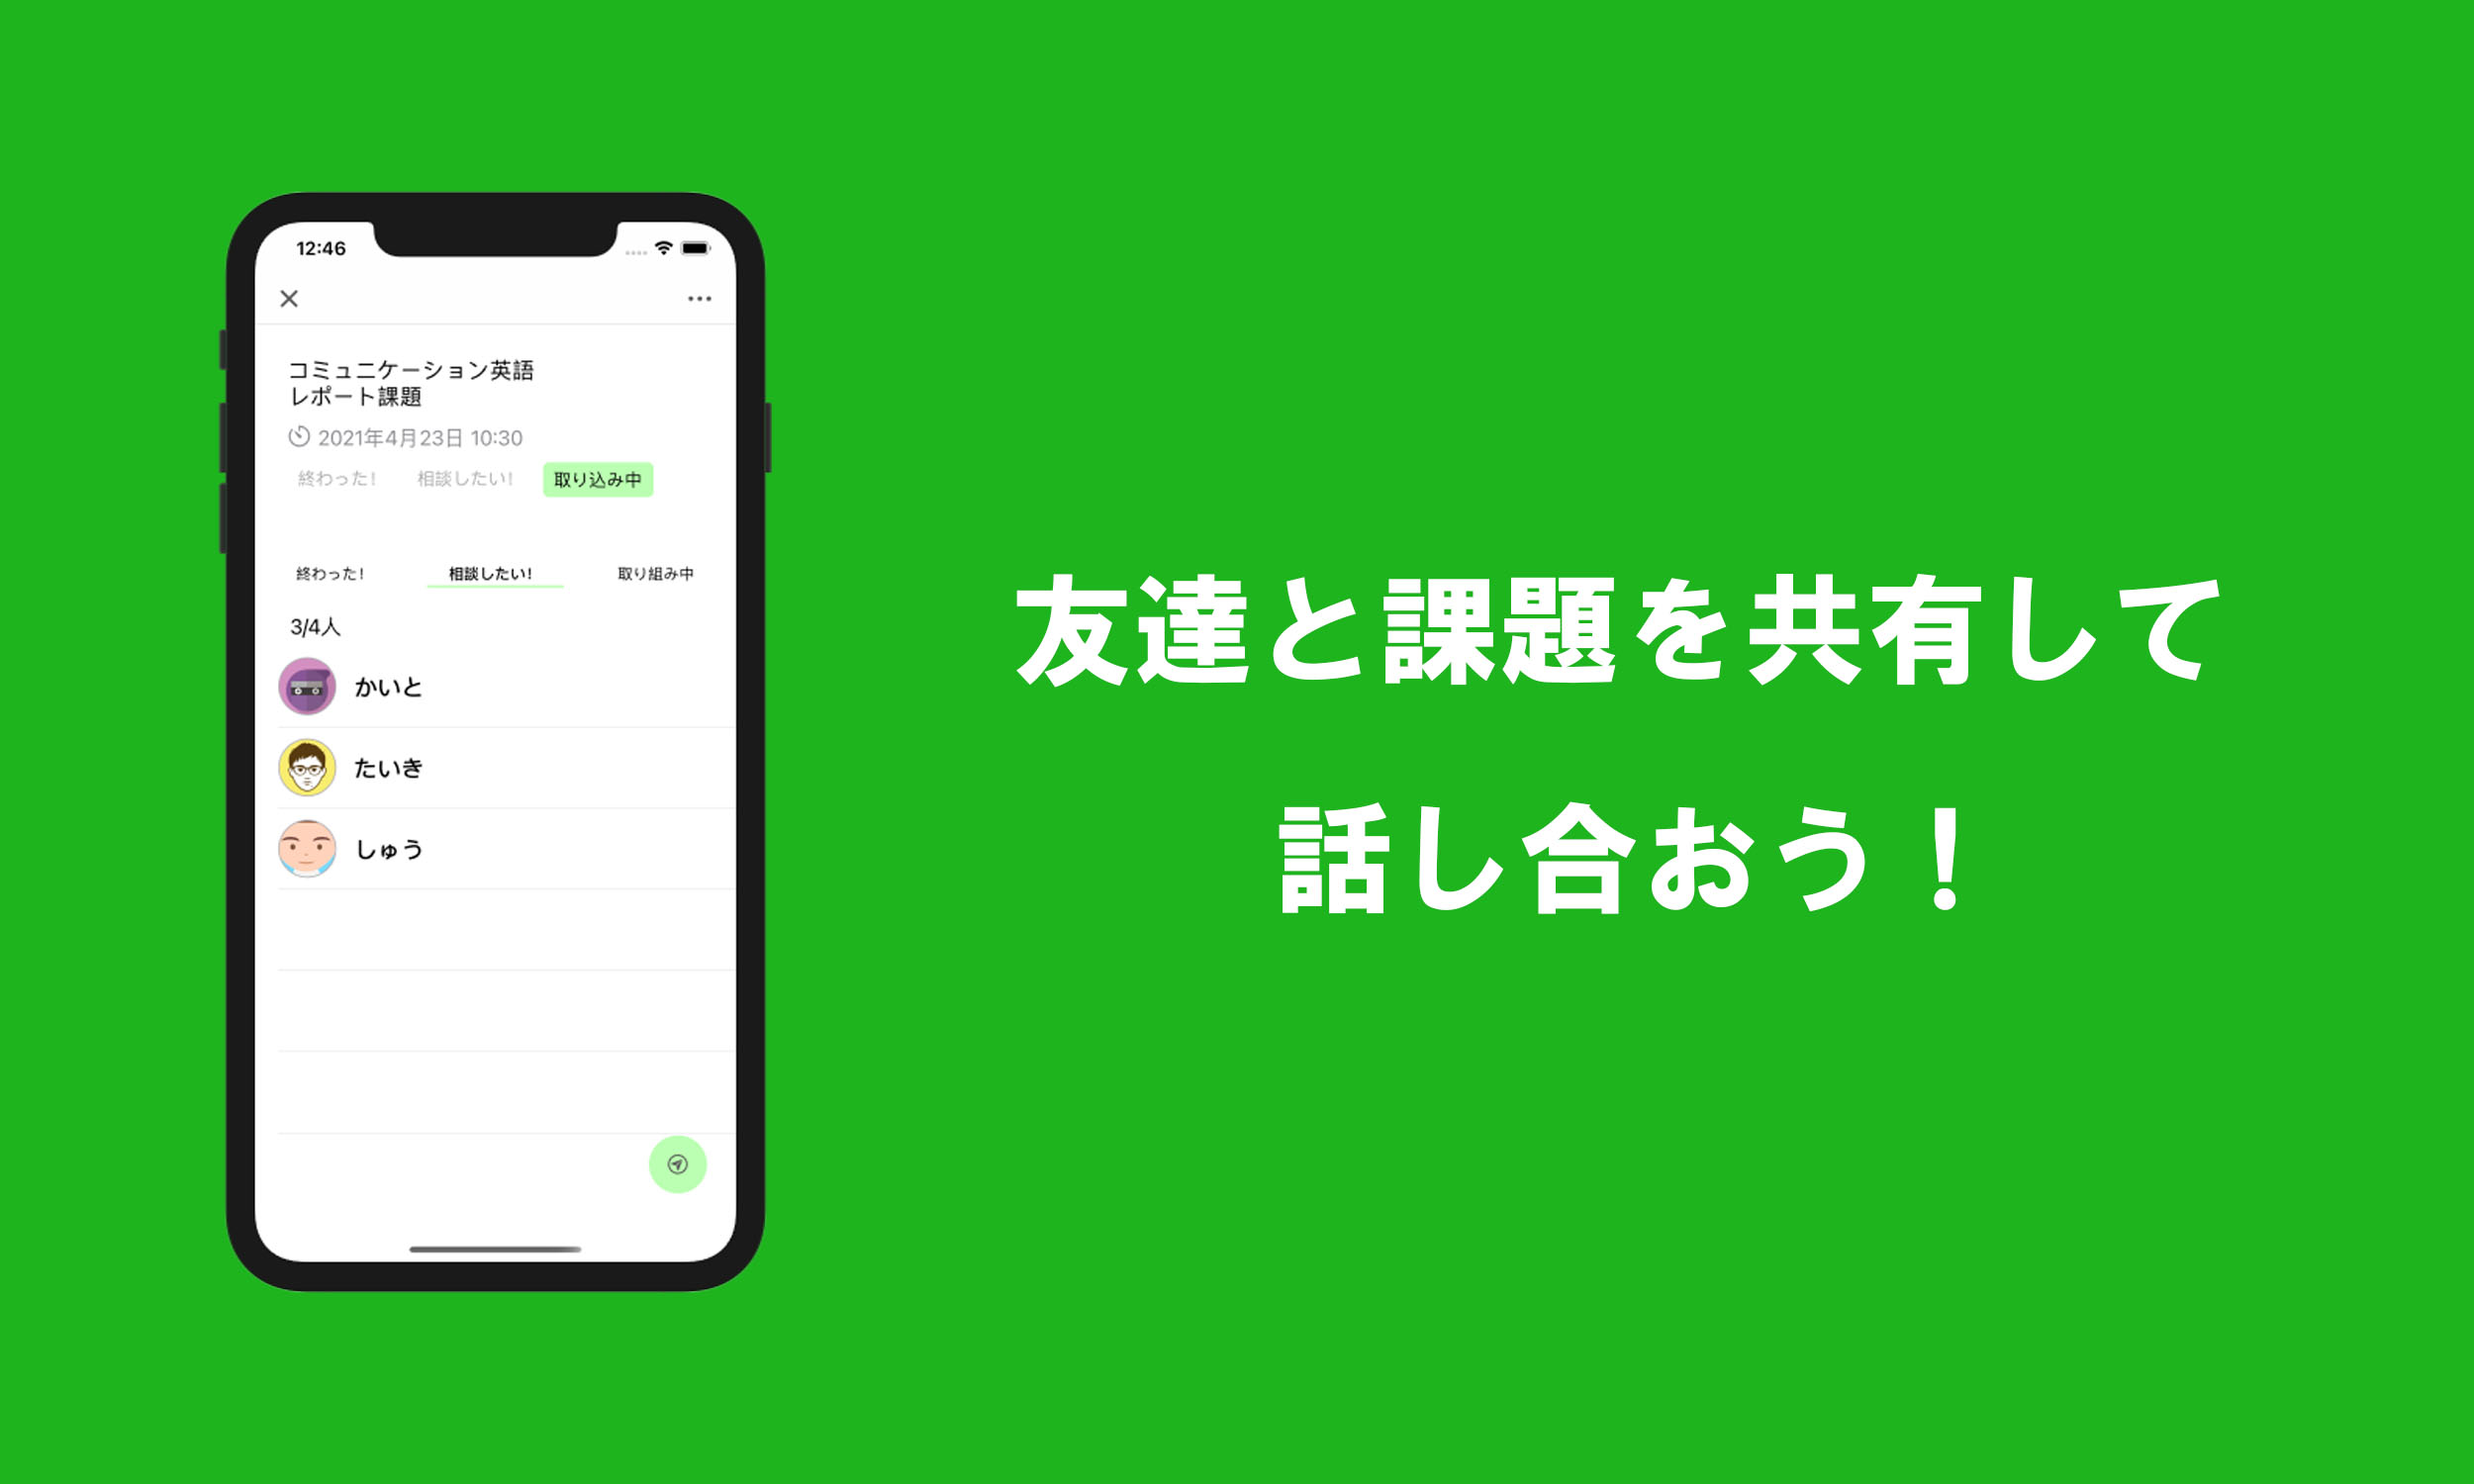 12:46
コミュニケーション英語
レポート課題
2021年4月23日 10:30
終わった! 相談したい! 取り込み中
終わった! 相談したい! 取り組み中
3/4人
かいと
たいき
しゅう
友達と課題を共有して
話し合おう！